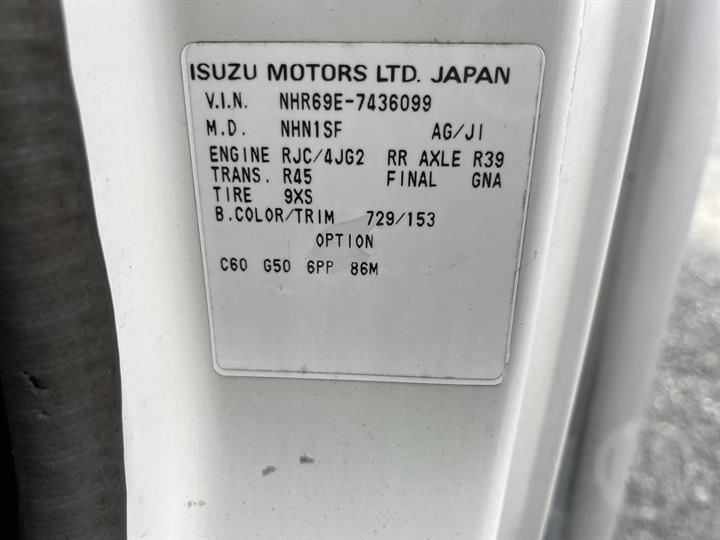 ISUZU MOTORS LTD. JAPAN
V.I.N. NHR69E-7436099
M.D. NHN1SF AG/JI
ENGINE RJC/4JG2 RR AXLE R39
TRANS. R45 FINAL GNA
TIRE 9XS
B.COLOR/TRIM 729/153
OPTION
C60 G50 6PP 86M